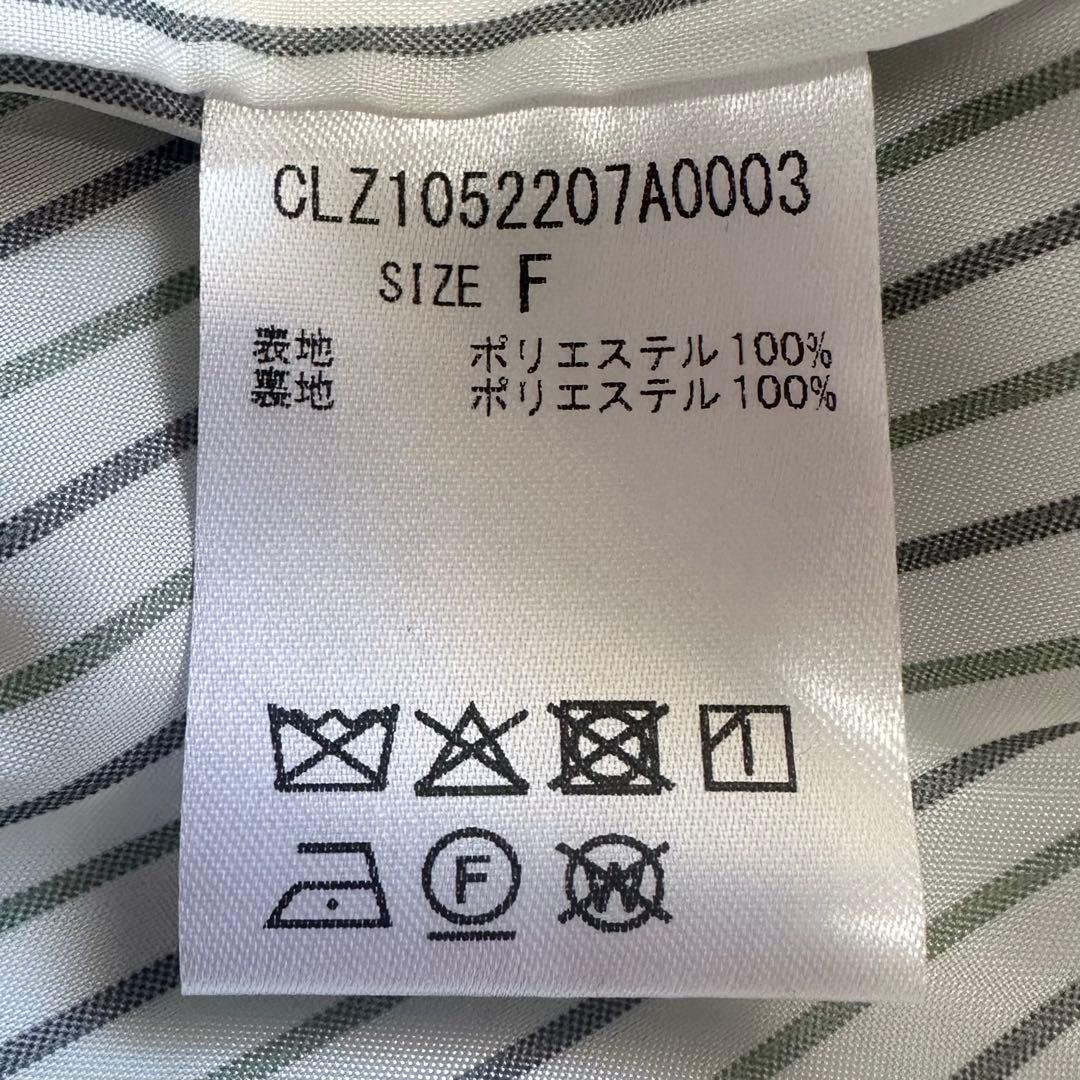 CLZ1052207A0003
SIZE F
表地 ポリエステル100%
裏地 ポリエステル100%
F
W